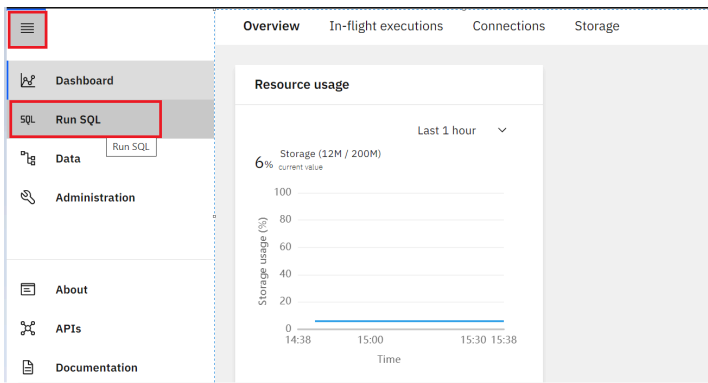 Overview In-flight executions Connections Storage
Dashboard
SQL Run SQL
Run SQL
Data
Administration
About
APIs
Documentation
Resource usage
Last 1 hour
6% Storage (12M / 200M)
current value
Storage usage (%)
100
80
60
40
20
0
14:38 15:00 15:30 15:38
Time